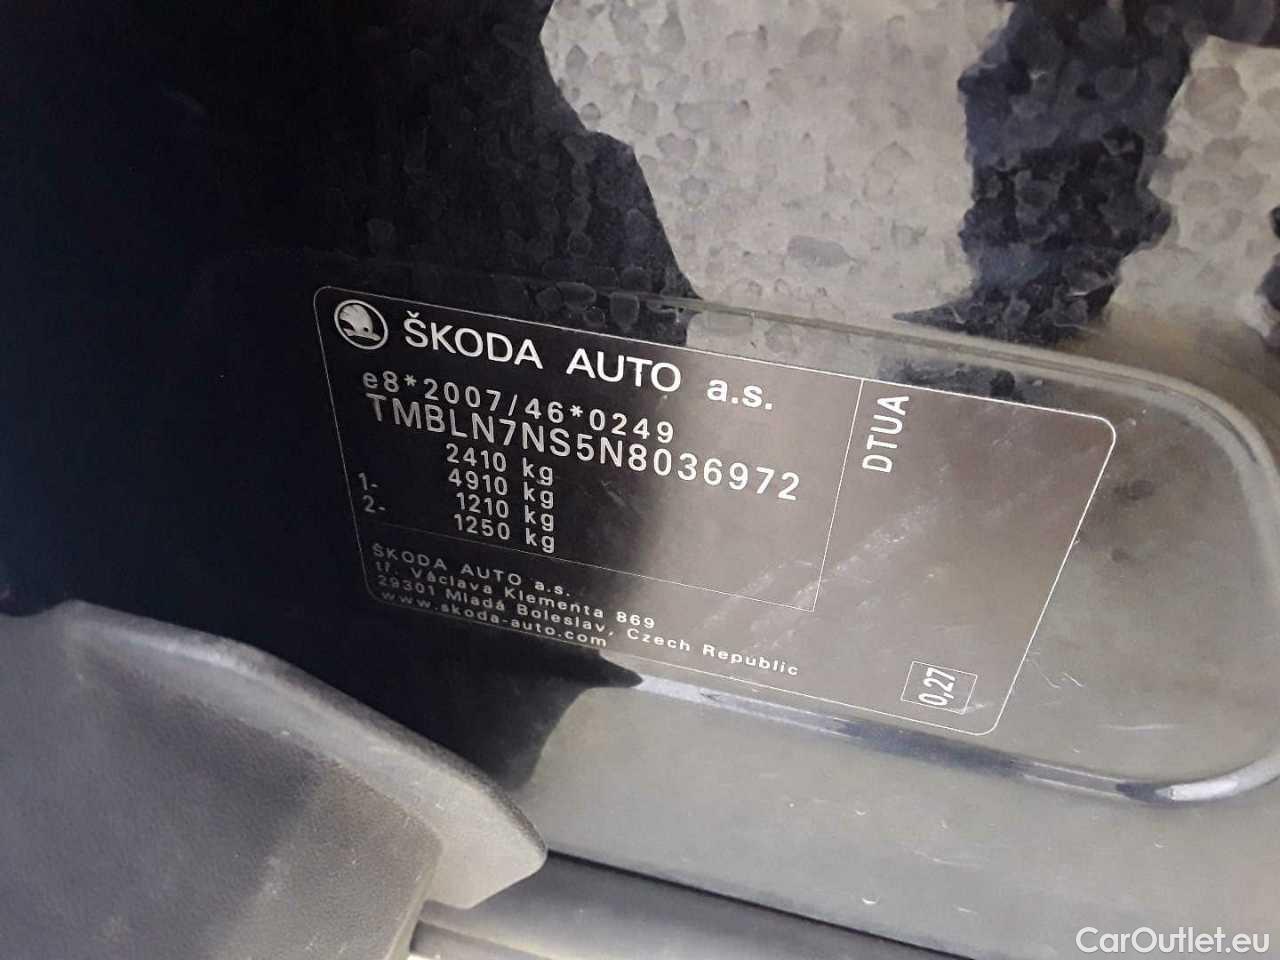 ŠKODA AUTO a.s.
e8*2007/46*0249
TMBLN7NS5N8036972
2410 kg
4910 kg
1- 1210 kg
2- 1250 kg
ŠKODA AUTO a.s.
tř. Václava Klementa 869
29301 Mladá Boleslav, Czech Republic
www.skoda-auto.com
DTUA
0,27
CarOutlet.eu